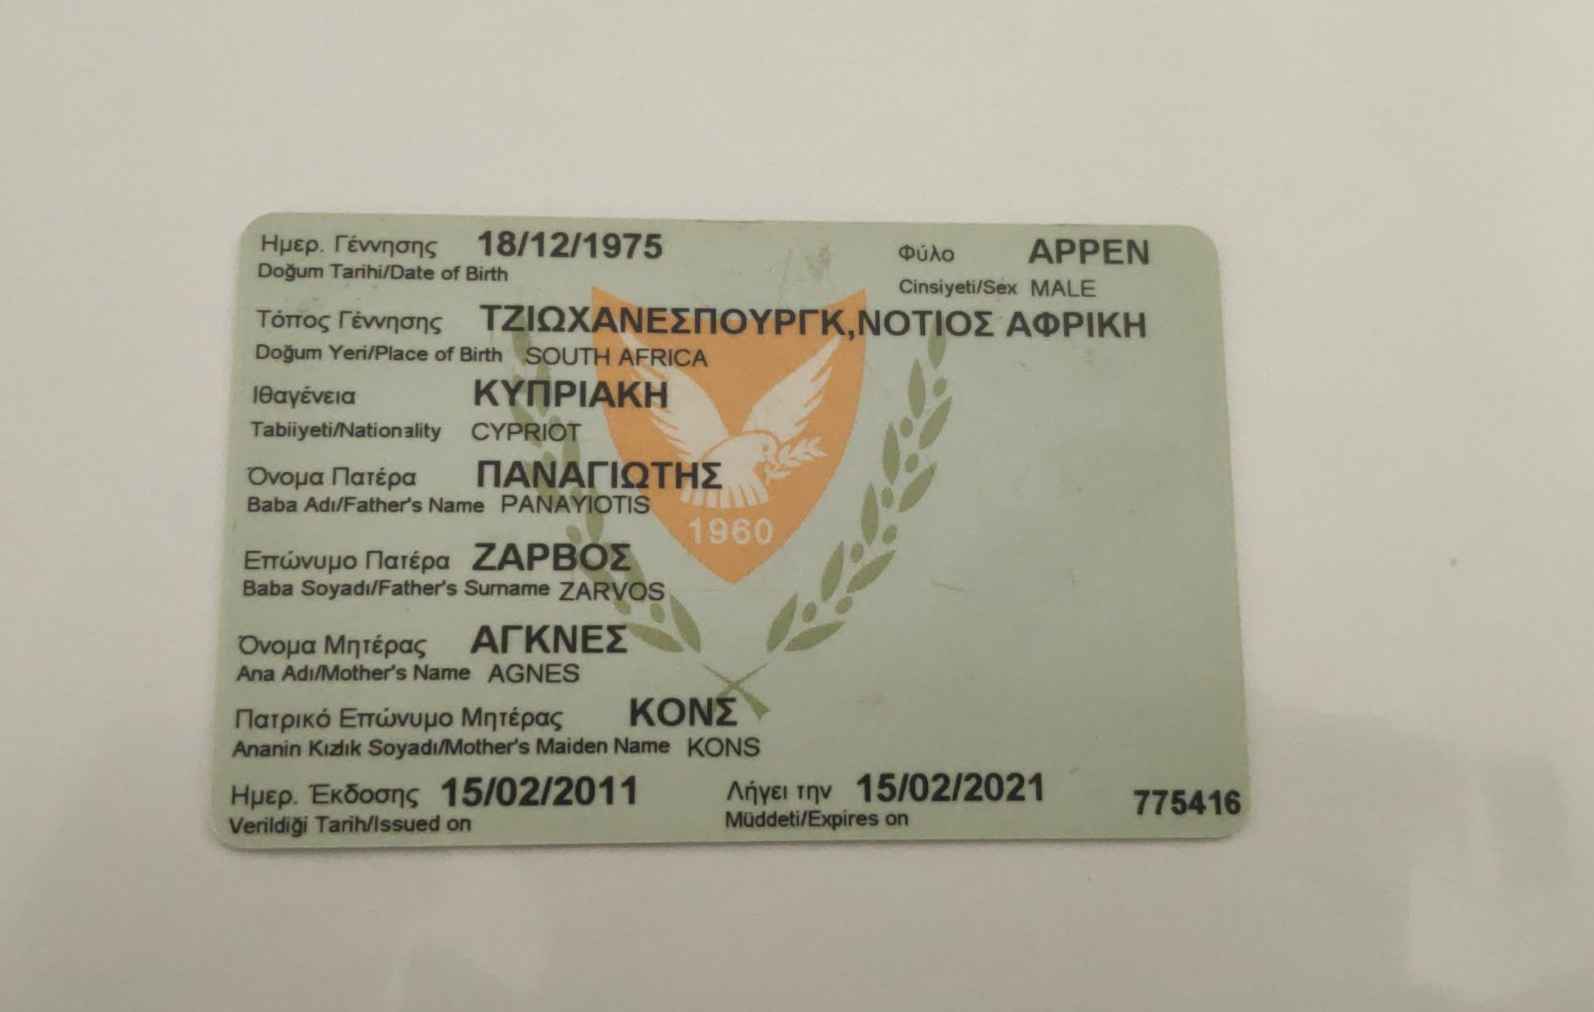 Ημερ. Γέννησης 18/12/1975 Φύλο ΑΡΡΕΝ
Doğum Tarihi/Date of Birth Cinsiyeti/Sex MALE
Τόπος Γέννησης ΤΖΙΩΧΑΝΕΣΠΟΥΡΓΚ,ΝΟΤΙΟΣ ΑΦΡΙΚΗ
Doğum Yeri/Place of Birth SOUTH AFRICA
Ιθαγένεια ΚΥΠΡΙΑΚΗ
Tabiiyeti/Nationality CYPRIOT
Όνομα Πατέρα ΠΑΝΑΓΙΩΤΗΣ
Baba Adı/Father's Name PANAYIOTIS
1960
Επώνυμο Πατέρα ΖΑΡΒΟΣ
Baba Soyadı/Father's Surname ZARVOS
Όνομα Μητέρας ΑΓΚΝΕΣ
Ana Adı/Mother's Name AGNES
Πατρικό Επώνυμο Μητέρας ΚΟΝΣ
Ananin Kızlık Soyadı/Mother's Maiden Name KONS
Ημερ. Έκδοσης 15/02/2011 Λήγει την 15/02/2021 775416
Verildiği Tarih/Issued on Müddeti/Expires on